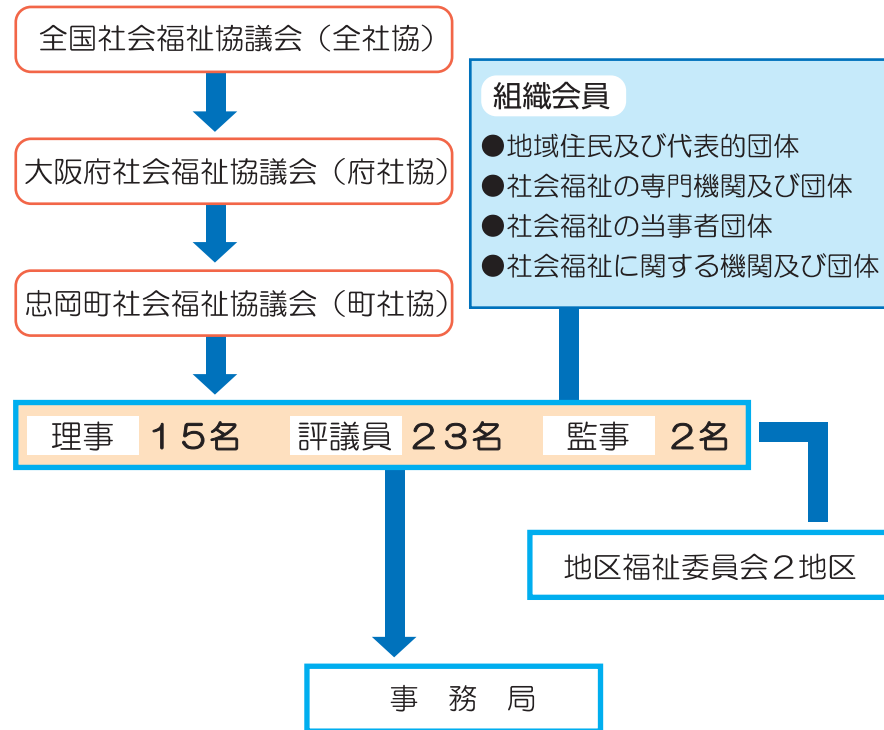 全国社会福祉協議会（全社協）
大阪府社会福祉協議会（府社協）
忠岡町社会福祉協議会（町社協）
組織会員
●地域住民及び代表的団体
●社会福祉の専門機関及び団体
●社会福祉の当事者団体
●社会福祉に関する機関及び団体
理事 １５名 評議員 ２３名 監事 ２名
地区福祉委員会２地区
事　務　局